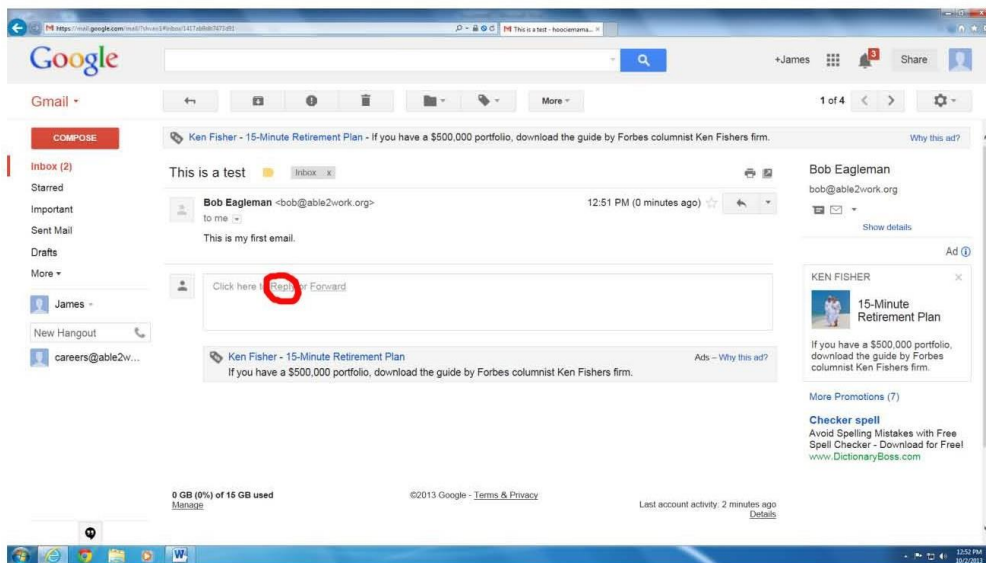 This is a test - hoociemama...
Google
+James
3
Share
Gmail
More
1 of 4
COMPOSE
Ken Fisher - 15-Minute Retirement Plan - If you have a $500,000 portfolio, download the guide by Forbes columnist Ken Fishers firm.
Why this ad?
Inbox (2)
Starred
Important
Sent Mail
Drafts
More
James
New Hangout
careers@able2w...
This is a test
Inbox x
Bob Eagleman <bob@able2work.org>
12:51 PM (0 minutes ago)
to me
This is my first email.
Click here to Reply or Forward
Ken Fisher - 15-Minute Retirement Plan
Ads – Why this ad?
If you have a $500,000 portfolio, download the guide by Forbes columnist Ken Fishers firm.
Bob Eagleman
bob@able2work.org
Show details
Ad
KEN FISHER
15-Minute
Retirement Plan
If you have a $500,000 portfolio,
download the guide by Forbes
columnist Ken Fishers firm.
More Promotions (7)
Checker spell
Avoid Spelling Mistakes with Free
Spell Checker - Download for Free!
www.DictionaryBoss.com
0 GB (0%) of 15 GB used
Manage
©2013 Google - Terms & Privacy
Last account activity: 2 minutes ago
Details
12:52 PM
10/2/2013